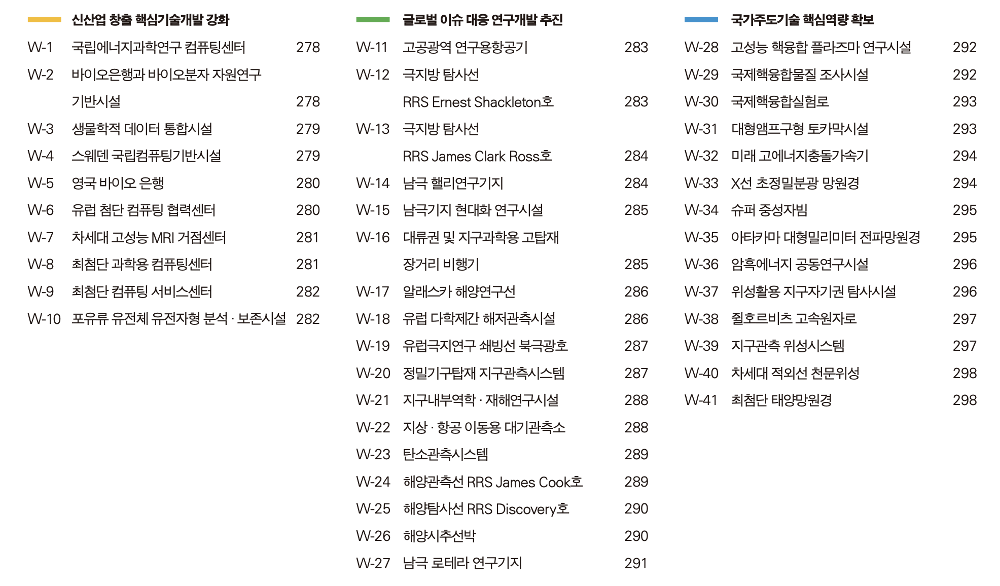 신산업 창출 핵심기술개발 강화
W-1 국립에너지과학연구 컴퓨팅센터 278
W-2 바이오은행과 바이오분자 자원연구
기반시설 278
W-3 생물학적 데이터 통합시설 279
W-4 스웨덴 국립컴퓨팅기반시설 279
W-5 영국 바이오 은행 280
W-6 유럽 첨단 컴퓨팅 협력센터 280
W-7 차세대 고성능 MRI 거점센터 281
W-8 최첨단 과학용 컴퓨팅센터 281
W-9 최첨단 컴퓨팅 서비스센터 282
W-10 포유류 유전체 유전자형 분석 · 보존시설 282
글로벌 이슈 대응 연구개발 추진
W-11 고공광역 연구용항공기 283
W-12 극지방 탐사선
RRS Ernest Shackleton호 283
W-13 극지방 탐사선
RRS James Clark Ross호 284
W-14 남극 핼리연구기지 284
W-15 남극기지 현대화 연구시설 285
W-16 대류권 및 지구과학용 고탑재
장거리 비행기 285
W-17 알래스카 해양연구선 286
W-18 유럽 다학제간 해저관측시설 286
W-19 유럽극지연구 쇄빙선 북극광호 287
W-20 정밀기구탑재 지구관측시스템 287
W-21 지구내부역학 · 재해연구시설 288
W-22 지상 · 항공 이동용 대기관측소 288
W-23 탄소관측시스템 289
W-24 해양관측선 RRS James Cook호 289
W-25 해양탐사선 RRS Discovery호 290
W-26 해양시추선박 290
W-27 남극 로테라 연구기지 291
국가주도기술 핵심역량 확보
W-28 고성능 핵융합 플라즈마 연구시설 292
W-29 국제핵융합물질 조사시설 292
W-30 국제핵융합실험로 293
W-31 대형앰프구형 토카막시설 293
W-32 미래 고에너지충돌가속기 294
W-33 X선 초정밀분광 망원경 294
W-34 슈퍼 중성자빔 295
W-35 아타카마 대형밀리미터 전파망원경 295
W-36 암흑에너지 공동연구시설 296
W-37 위성활용 지구자기권 탐사시설 296
W-38 쥘호르비츠 고속원자로 297
W-39 지구관측 위성시스템 297
W-40 차세대 적외선 천문위성 298
W-41 최첨단 태양망원경 298